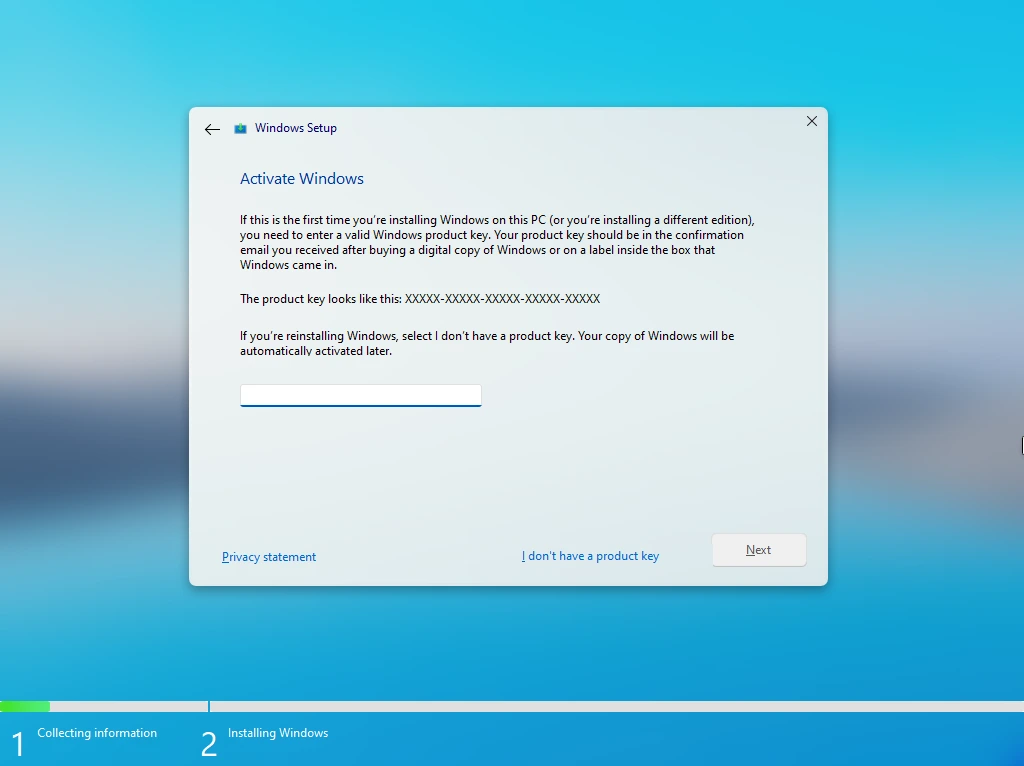 Windows Setup
Activate Windows
If this is the first time you're installing Windows on this PC (or you're installing a different edition),
you need to enter a valid Windows product key. Your product key should be in the confirmation
email you received after buying a digital copy of Windows or on a label inside the box that
Windows came in.
The product key looks like this: XXXXX-XXXXX-XXXXX-XXXXX-XXXXX
If you're reinstalling Windows, select I don't have a product key. Your copy of Windows will be
automatically activated later.
Privacy statement
I don't have a product key
Next
1 Collecting information
2 Installing Windows